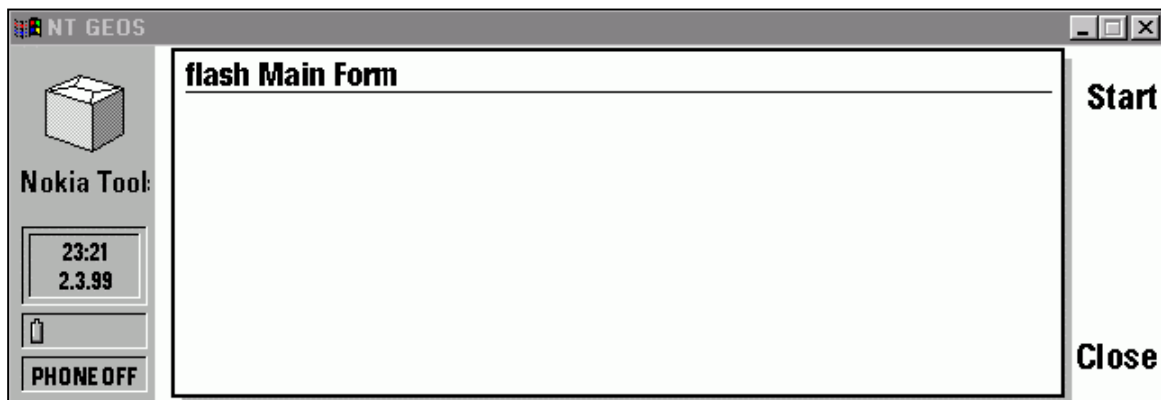 NT GEOS
flash Main Form
Start
Nokia Tool
23:21
2.3.99
PHONE OFF
Close